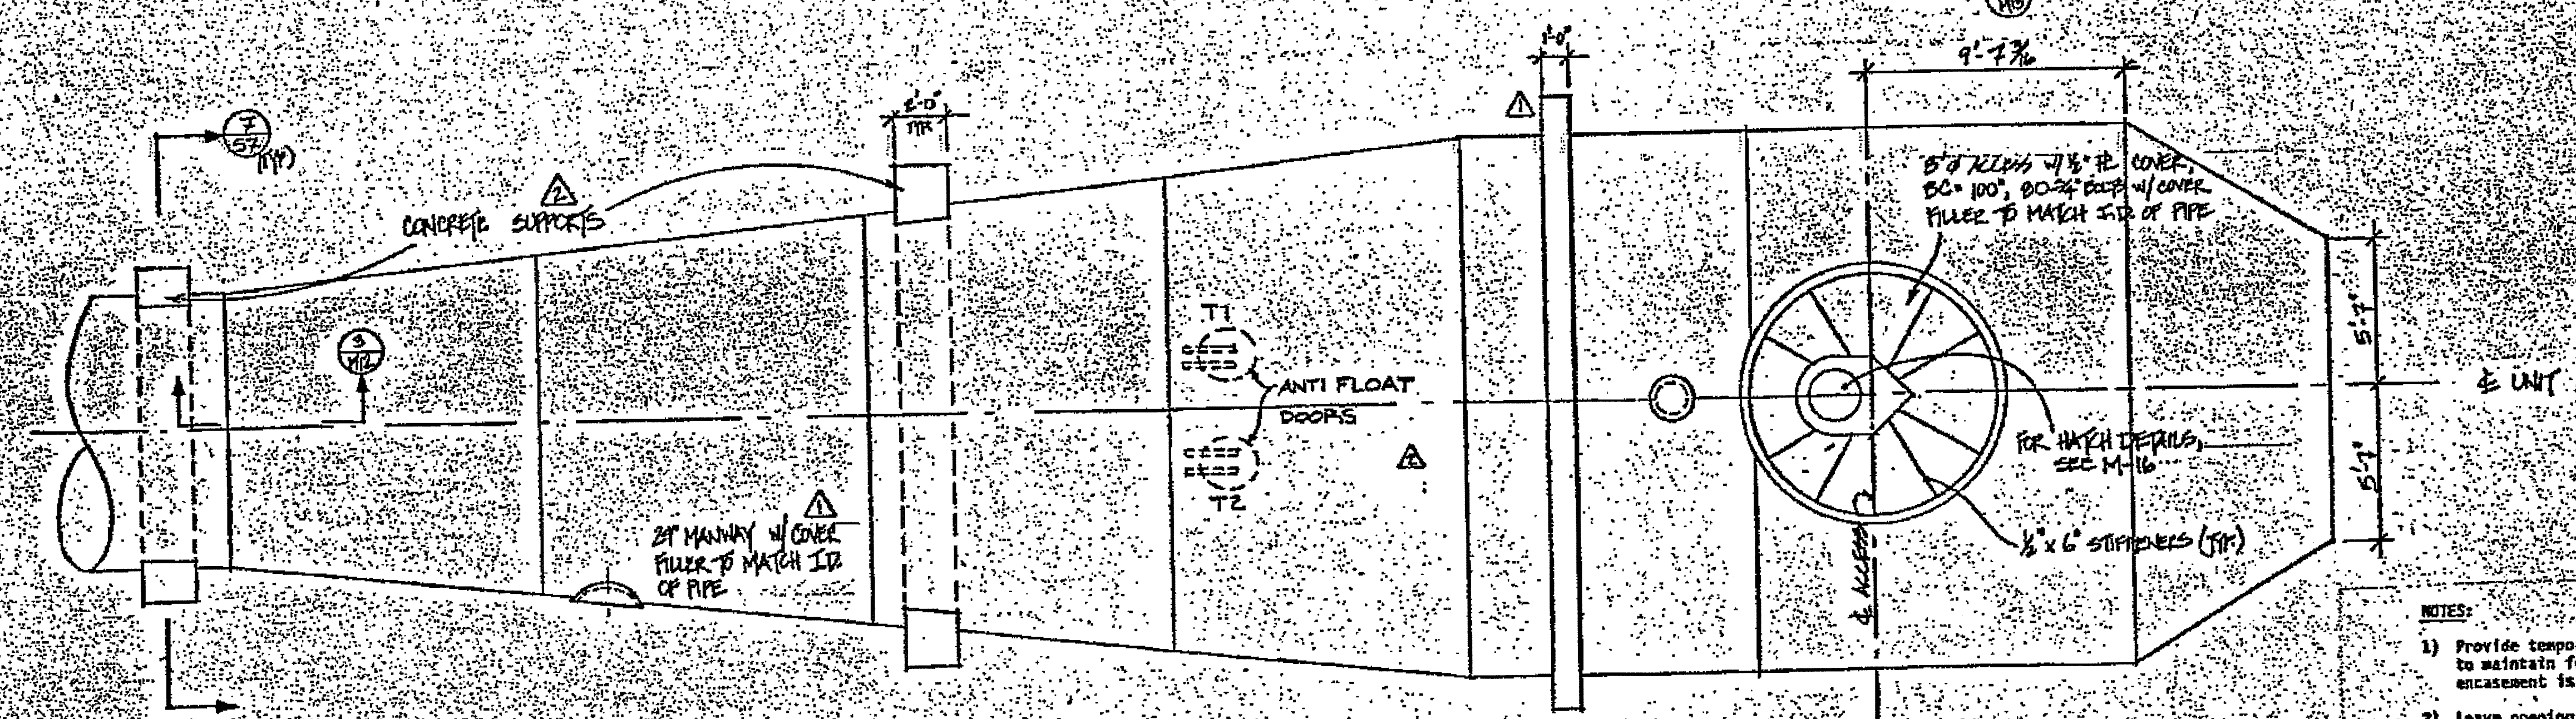 1'-0"
9'-7 3/16
7
S7
(TYP)
2'-0"
TYP.
1
2
CONCRETE SUPPORTS
ACCESS W/ 1/2" PL COVER,
BC = 100", 80-3/4" BOLTS W/ COVER
FILLER TO MATCH I.D. OF PIPE
3
M12
T1
ANTI FLOAT
DOORS
T2
2
5'-7"
5'-7"
℄ UNIT
FOR HATCH DETAILS,
SEE M-16
1/2" x 6" STIFFENERS (TYP.)
℄ ACCESS
1
MANWAY W/ COVER
FILLER TO MATCH I.D.
OF PIPE
NOTES:
1) Provide tempo
to maintain f
encasement is
2) Leave